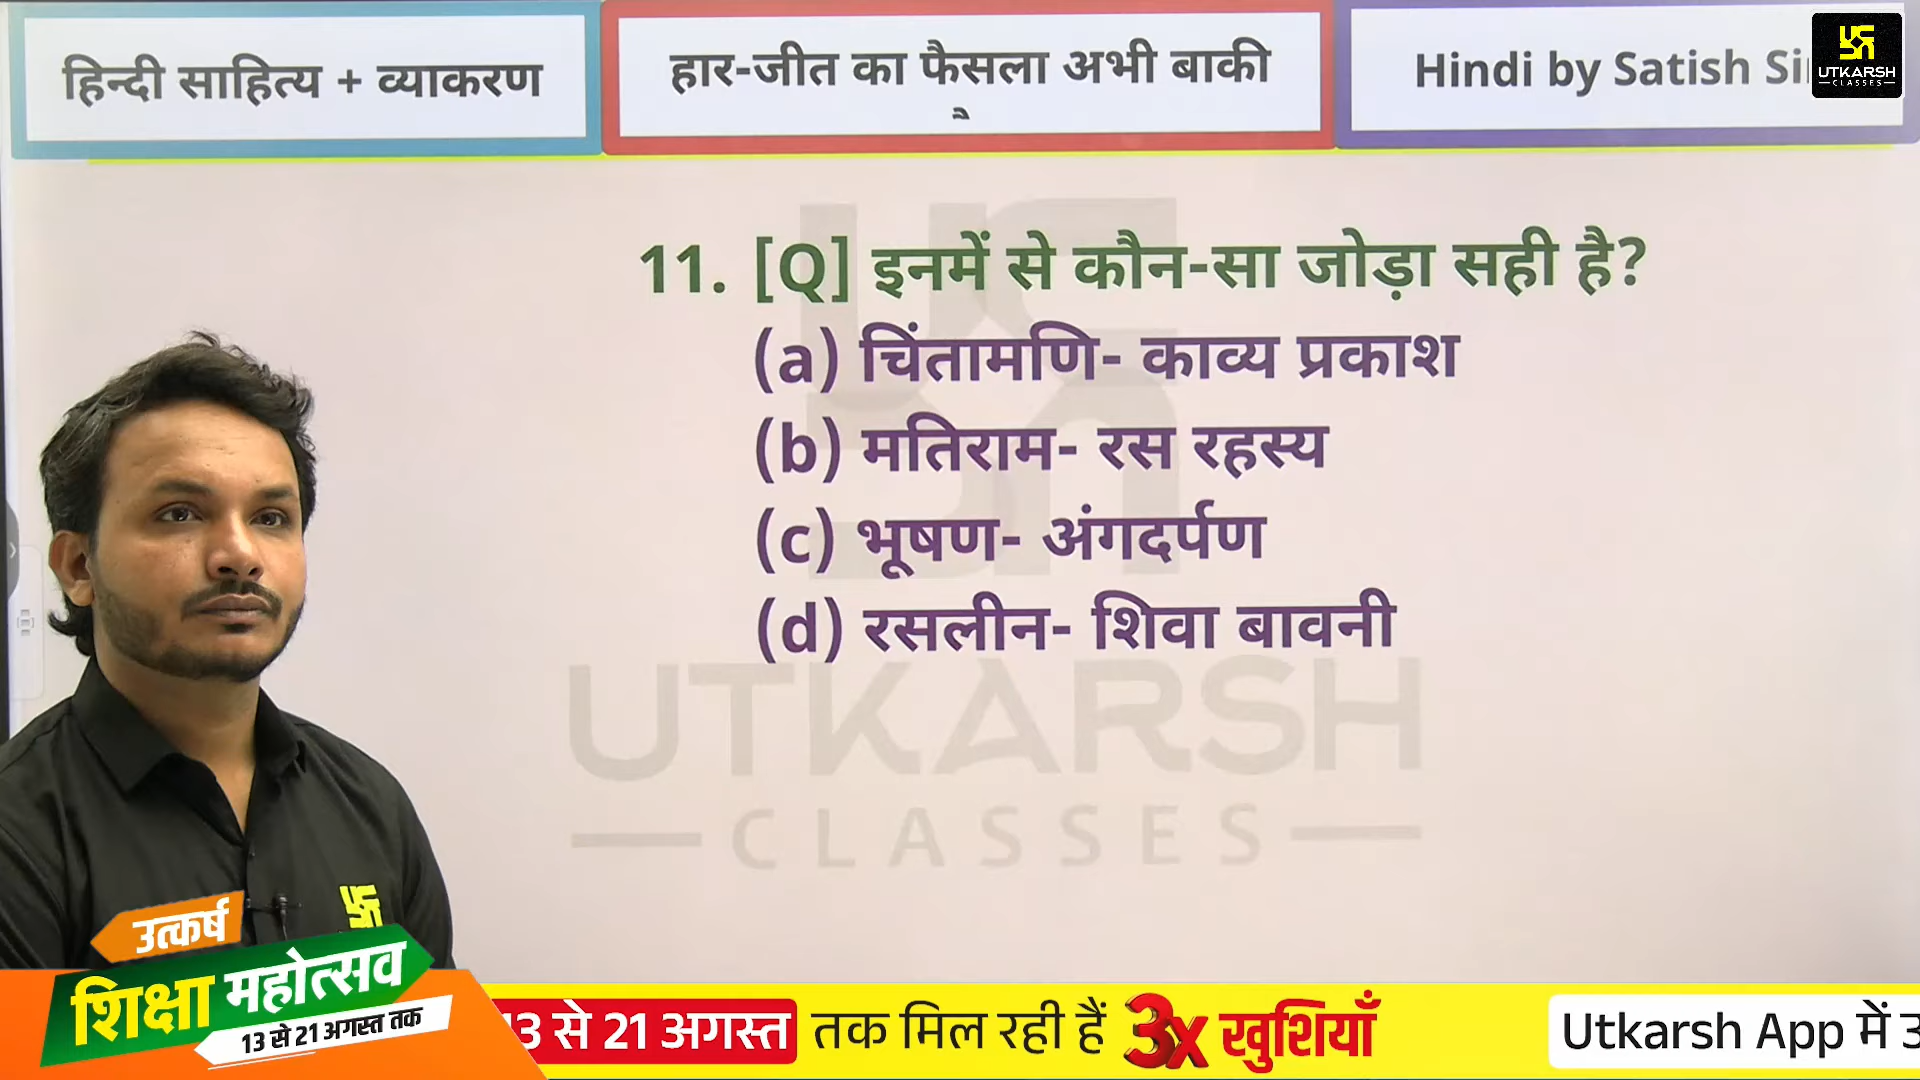 हिन्दी साहित्य + व्याकरण
हार-जीत का फैसला अभी बाकी
Hindi by Satish
UTKARSH
CLASSES
11. [Q] इनमें से कौन-सा जोड़ा सही है?
(a) चिंतामणि- काव्य प्रकाश
(b) मतिराम- रस रहस्य
(c) भूषण- अंगदर्पण
(d) रसलीन- शिवा बावनी
UTKARSH
CLASSES
उत्कर्ष
शिक्षा महोत्सव
13 से 21 अगस्त तक
13 से 21 अगस्त तक मिल रही हैं 3x खुशियाँ
Utkarsh App में